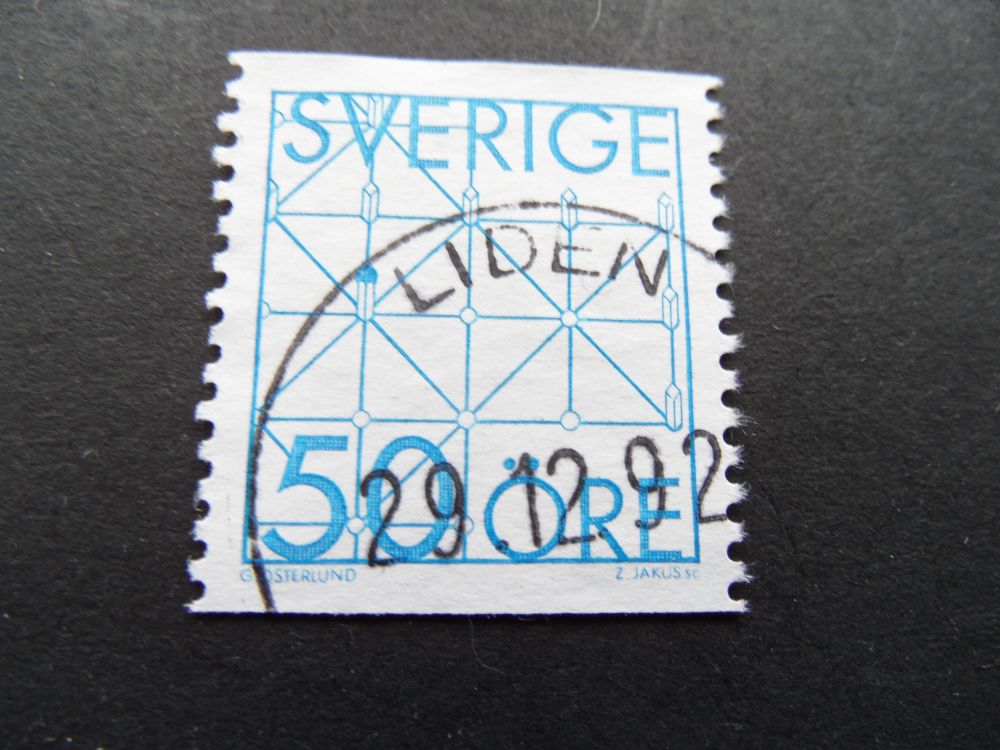 SVERIGE
LIDEN
50 ÖRE
29.12.92
G. ÖSTERLUND
Z. JAKUS sc